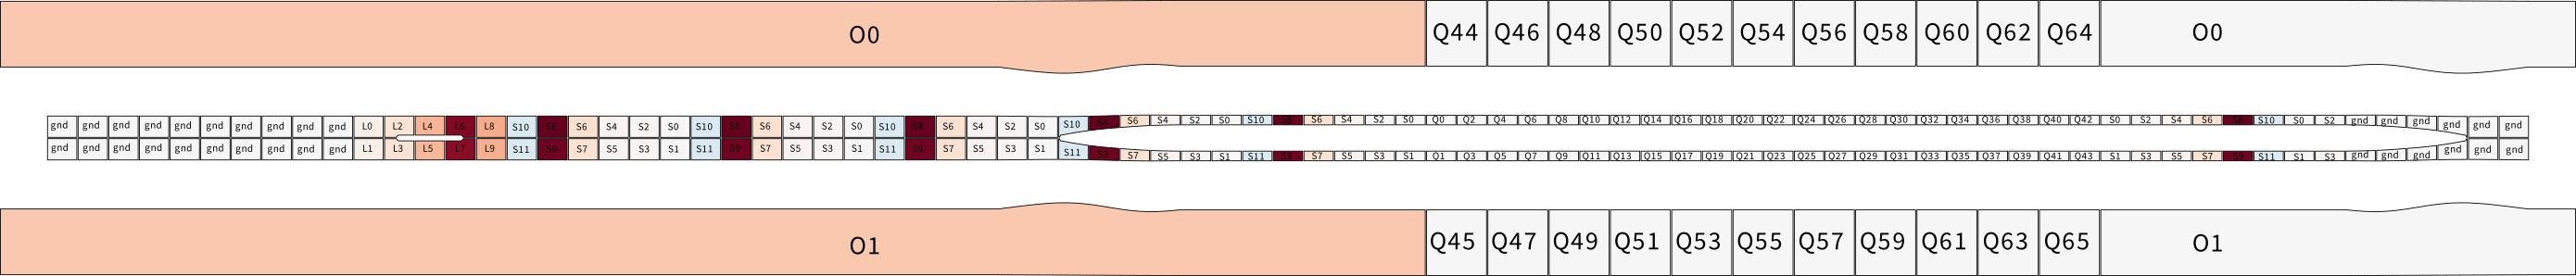 O0 Q44 Q46 Q48 Q50 Q52 Q54 Q56 Q58 Q60 Q62 Q64 O0
gnd gnd gnd gnd gnd gnd gnd gnd gnd gnd L0 L2 L4 L6 L8 S10 S8 S6 S4 S2 S0 S10 S8 S6 S4 S2 S0 S10 S8 S6 S4 S2 S0 S10 S8 S6 S4 S2 S0 S10 S8 S6 S4 S2 S0 Q0 Q2 Q4 Q6 Q8 Q10 Q12 Q14 Q16 Q18 Q20 Q22 Q24 Q26 Q28 Q30 Q32 Q34 Q36 Q38 Q40 Q42 S0 S2 S4 S6 S8 S10 S0 S2 gnd gnd gnd gnd gnd gnd
gnd gnd gnd gnd gnd gnd gnd gnd gnd gnd L1 L3 L5 L7 L9 S11 S9 S7 S5 S3 S1 S11 S9 S7 S5 S3 S1 S11 S9 S7 S5 S3 S1 S11 S9 S7 S5 S3 S1 S11 S9 S7 S5 S3 S1 Q1 Q3 Q5 Q7 Q9 Q11 Q13 Q15 Q17 Q19 Q21 Q23 Q25 Q27 Q29 Q31 Q33 Q35 Q37 Q39 Q41 Q43 S1 S3 S5 S7 S9 S11 S1 S3 gnd gnd gnd gnd gnd gnd
O1 Q45 Q47 Q49 Q51 Q53 Q55 Q57 Q59 Q61 Q63 Q65 O1